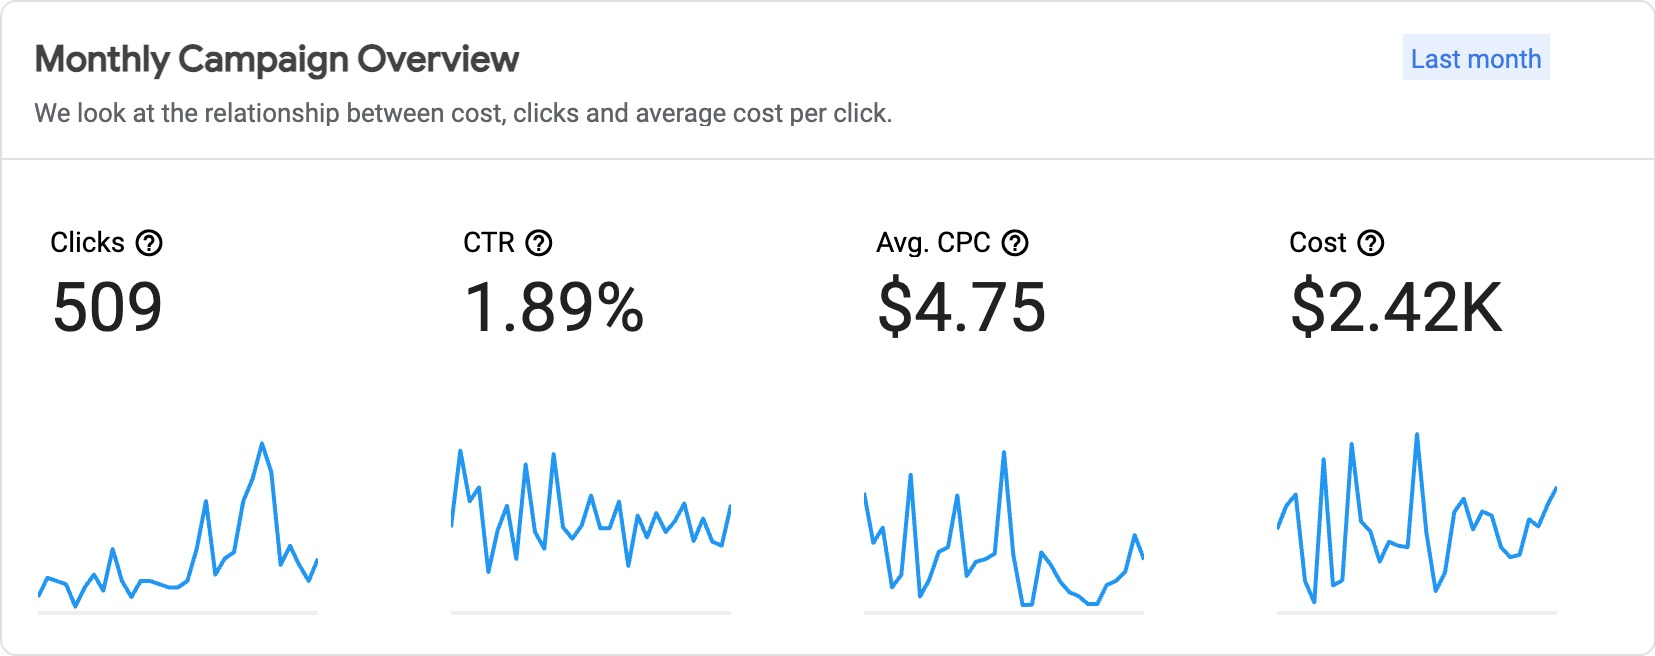 Monthly Campaign Overview
Last month
We look at the relationship between cost, clicks and average cost per click.
Clicks ?
509
CTR ?
1.89%
Avg. CPC ?
$4.75
Cost ?
$2.42K